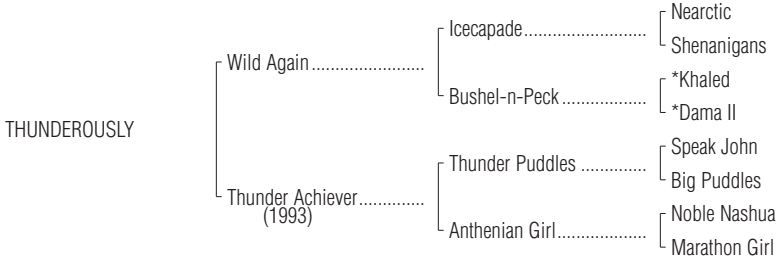 Nearctic
Icecapade
Shenanigans
Wild Again
*Khaled
Bushel-n-Peck
*Dama II
THUNDEROUSLY
Speak John
Thunder Puddles
Big Puddles
Thunder Achiever
(1993)
Noble Nashua
Anthenian Girl
Marathon Girl